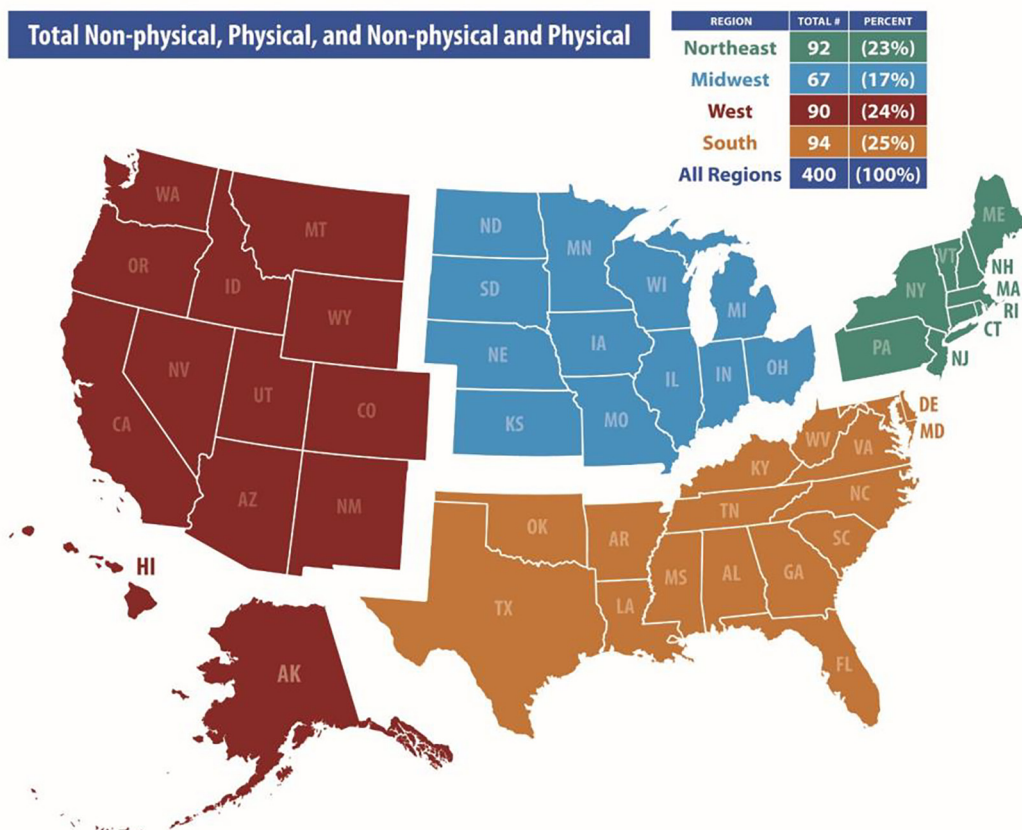 Total Non-physical, Physical, and Non-physical and Physical
REGION TOTAL # PERCENT
Northeast 92 (23%)
Midwest 67 (17%)
West 90 (24%)
South 94 (25%)
All Regions 400 (100%)
WA
MT
ME
OR
ID
ND
MN
VT
NH
WY
SD
WI
MI
NY
MA
RI
CT
NV
UT
CO
NE
IA
PA
NJ
CA
KS
MO
IL
IN
OH
DE
MD
AZ
NM
OK
AR
KY
WV
VA
TN
NC
SC
HI
TX
LA
MS
AL
GA
AK
FL